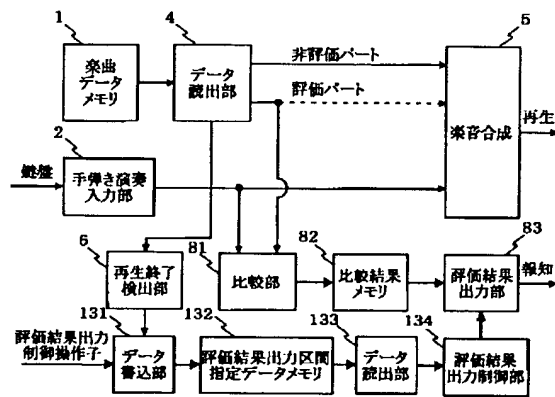 1
4
5
楽曲
データ
メモリ
データ
読出部
非評価パート
評価パート
楽音合成
再生
2
鍵盤
手弾き演奏
入力部
6
81
82
83
再生終了
検出部
比較部
比較結果
メモリ
評価結果
出力部
報知
131
132
133
134
評価結果出力
制御操作子
データ
書込部
評価結果出力区間
指定データメモリ
データ
読出部
評価結果
出力制御部